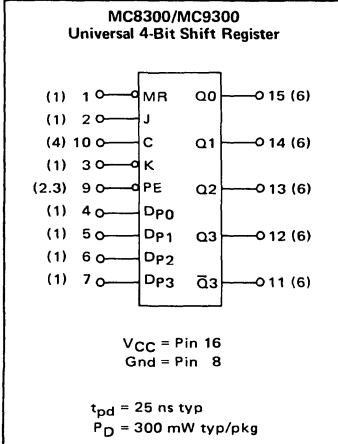 MC8300/MC9300
Universal 4-Bit Shift Register
(1) 1 MR Q0 15 (6)
(1) 2 J
(4) 10 C Q1 14 (6)
(1) 3 K
(2.3) 9 PE Q2 13 (6)
(1) 4 DP0
(1) 5 DP1 Q3 12 (6)
(1) 6 DP2
(1) 7 DP3 Q̅3 11 (6)
VCC = Pin 16
Gnd = Pin 8
tpd = 25 ns typ
PD = 300 mW typ/pkg